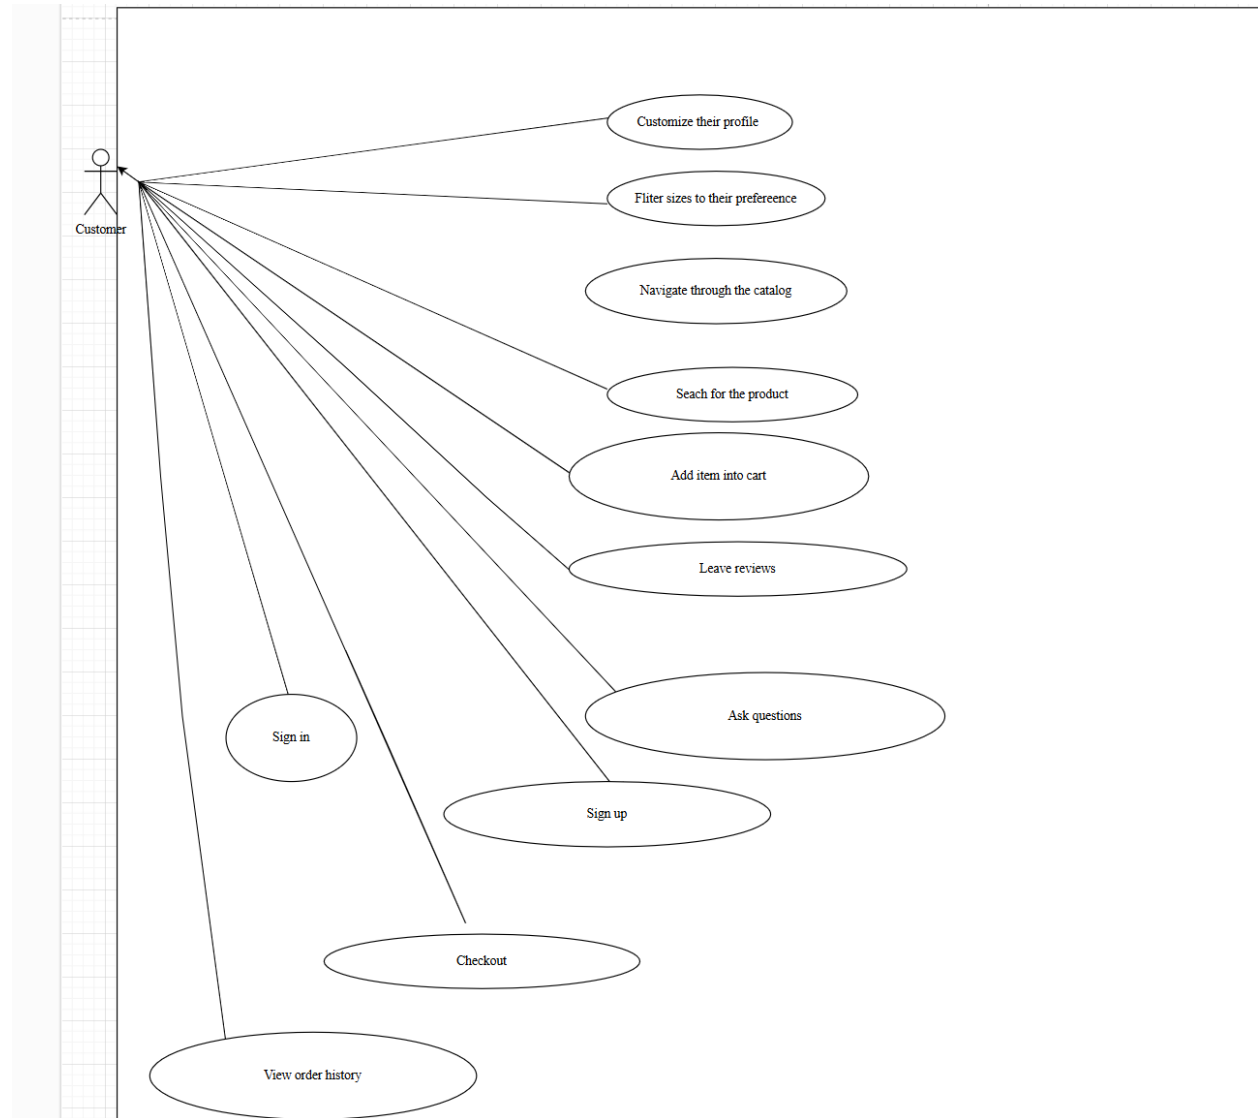 Customize their profile
Fliter sizes to their prefereence
Customer
Navigate through the catalog
Seach for the product
Add item into cart
Leave reviews
Ask questions
Sign in
Sign up
Checkout
View order history